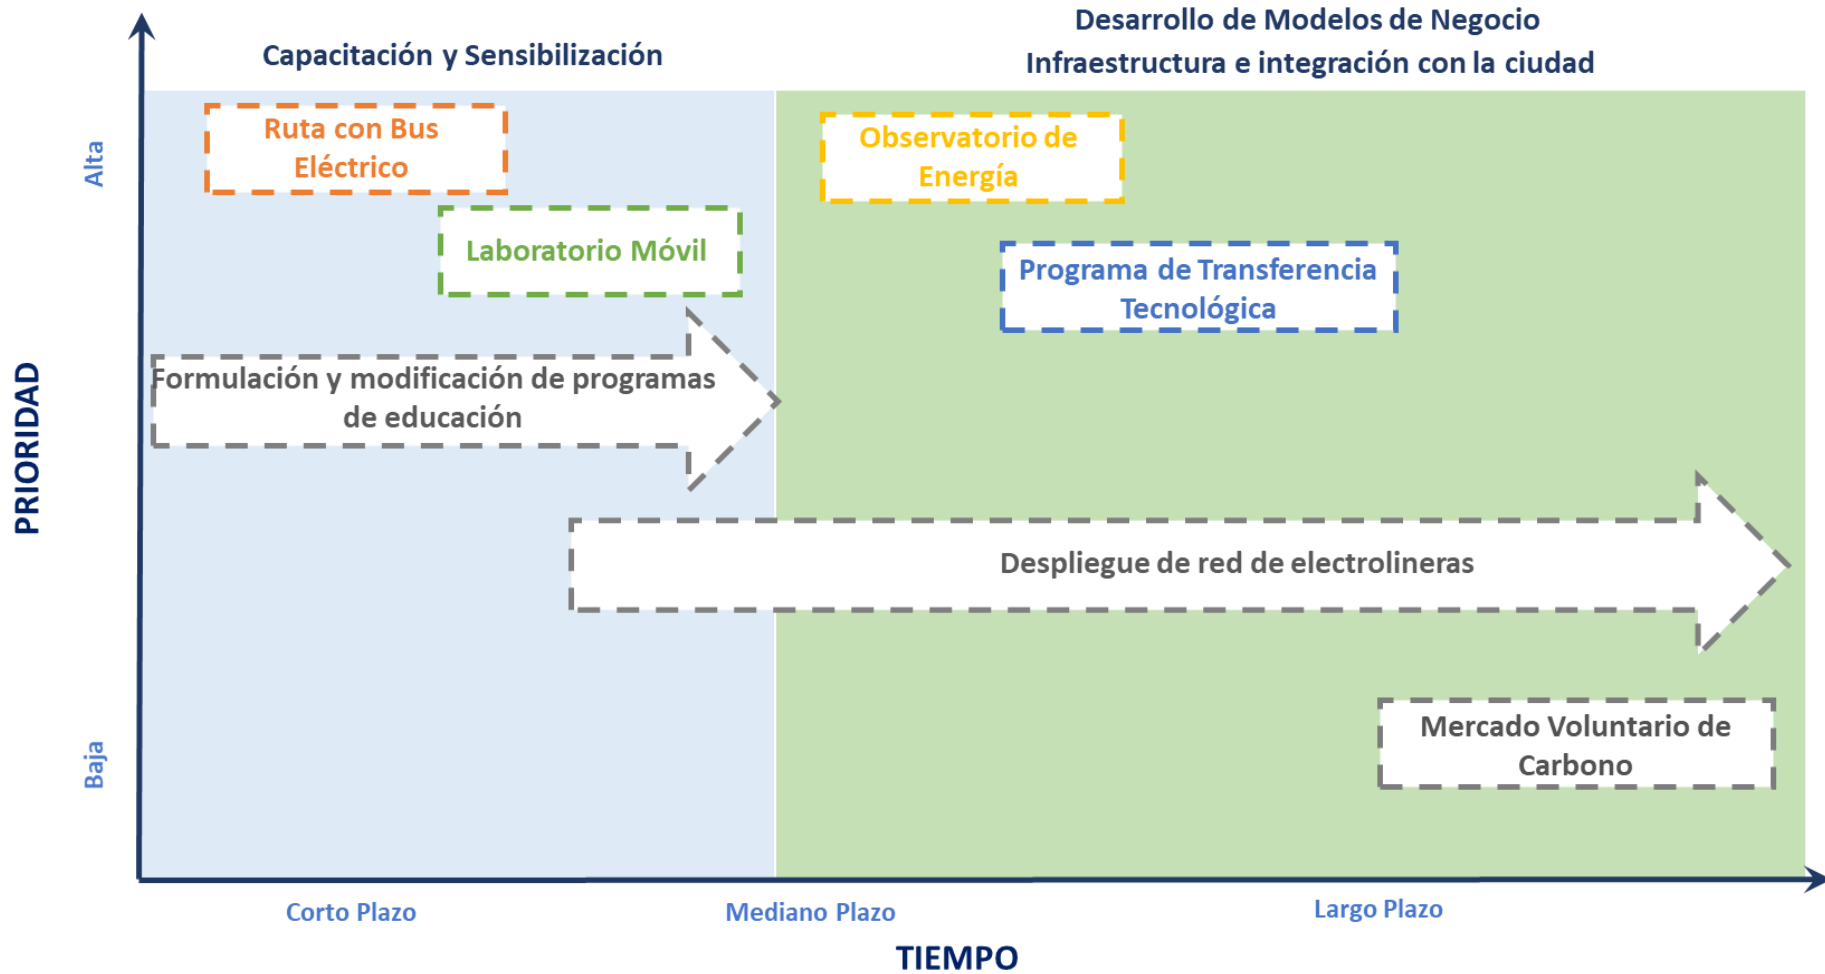 Capacitación y Sensibilización
Desarrollo de Modelos de Negocio
Infraestructura e integración con la ciudad
PRIORIDAD
Alta
Baja
Ruta con Bus
Eléctrico
Laboratorio Móvil
Observatorio de
Energía
Programa de Transferencia
Tecnológica
Formulación y modificación de programas
de educación
Despliegue de red de electrolineras
Mercado Voluntario de
Carbono
Corto Plazo
Mediano Plazo
Largo Plazo
TIEMPO